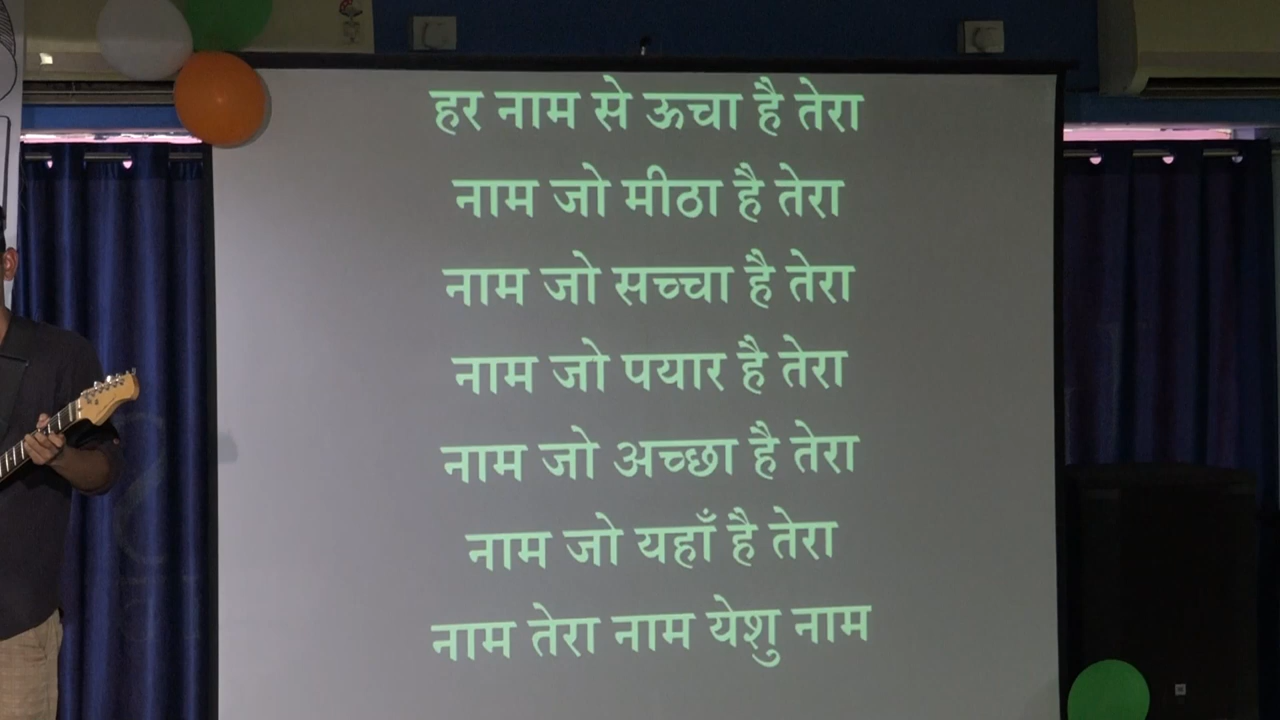 हर नाम से ऊचा है तेरा
नाम जो मीठा है तेरा
नाम जो सच्चा है तेरा
नाम जो पयार है तेरा
नाम जो अच्छा है तेरा
नाम जो यहाँ है तेरा
नाम तेरा नाम येशु नाम